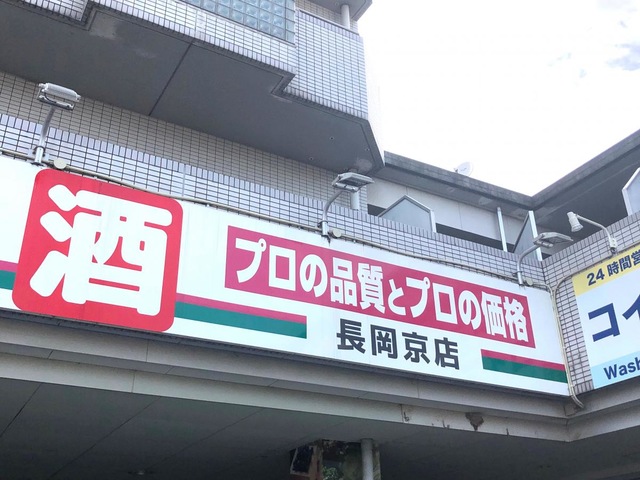 酒
プロの品質とプロの価格
長岡京店
24時間営
コイ
Wash